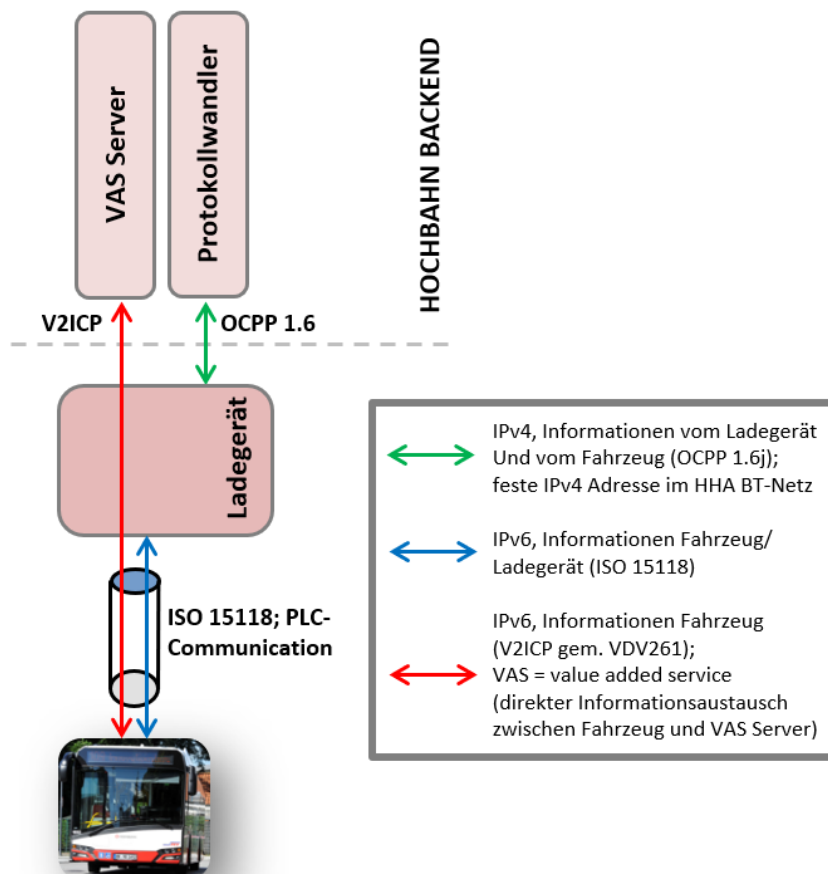 VAS Server
Protokollwandler
HOCHBAHN BACKEND
V2ICP
OCPP 1.6
Ladegerät
ISO 15118; PLC-
Communication
IPv4, Informationen vom Ladegerät
Und vom Fahrzeug (OCPP 1.6j);
feste IPv4 Adresse im HHA BT-Netz
IPv6, Informationen Fahrzeug/
Ladegerät (ISO 15118)
IPv6, Informationen Fahrzeug
(V2ICP gem. VDV261);
VAS = value added service
(direkter Informationsaustausch
zwischen Fahrzeug und VAS Server)